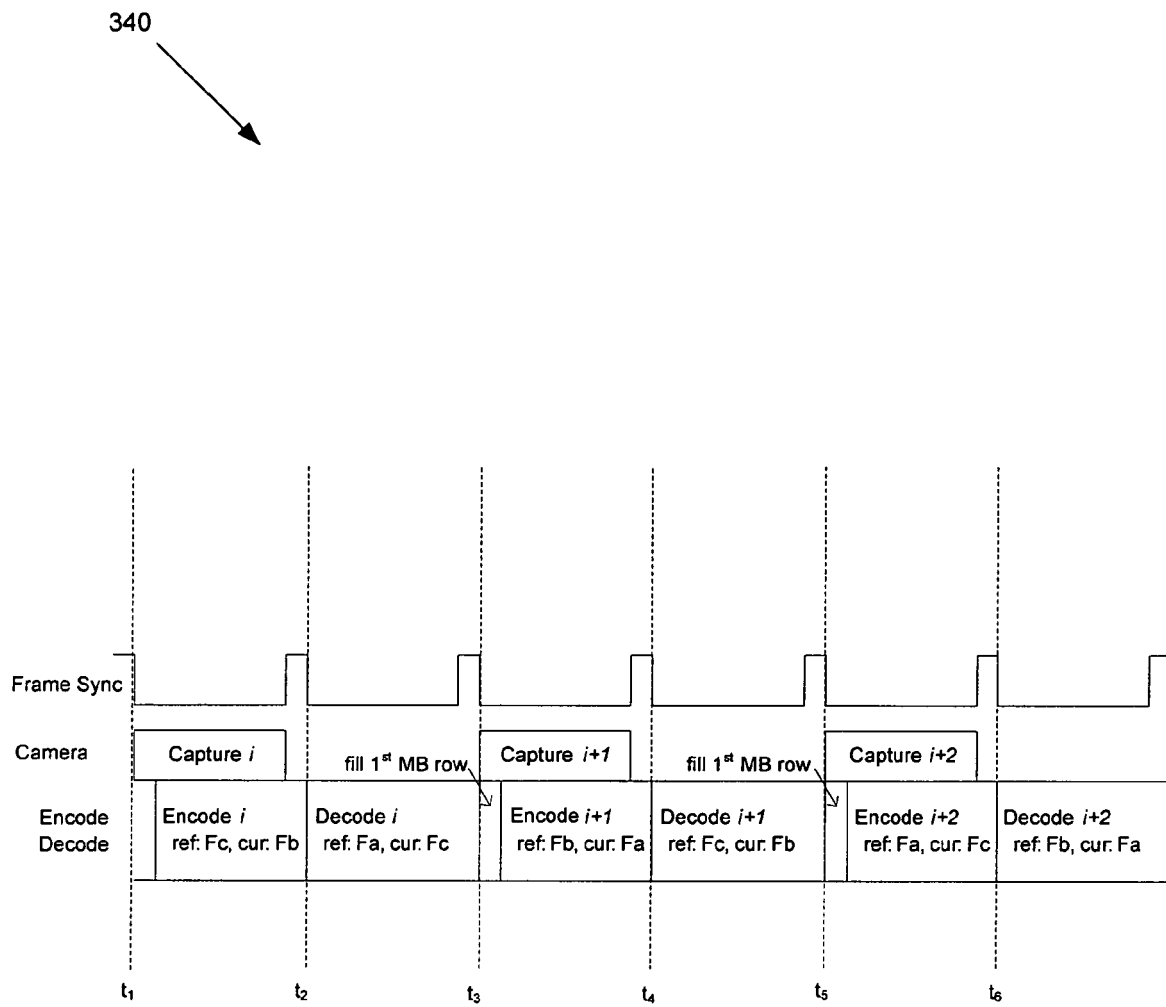 340
Frame Sync
Camera
Capture i
fill 1st MB row
Capture i+1
fill 1st MB row
Capture i+2
Encode
Decode
Encode i
ref: Fc, cur: Fb
Decode i
ref: Fa, cur: Fc
Encode i+1
ref: Fb, cur: Fa
Decode i+1
ref: Fc, cur: Fb
Encode i+2
ref: Fa, cur: Fc
Decode i+2
ref: Fb, cur: Fa
t1 t2 t3 t4 t5 t6